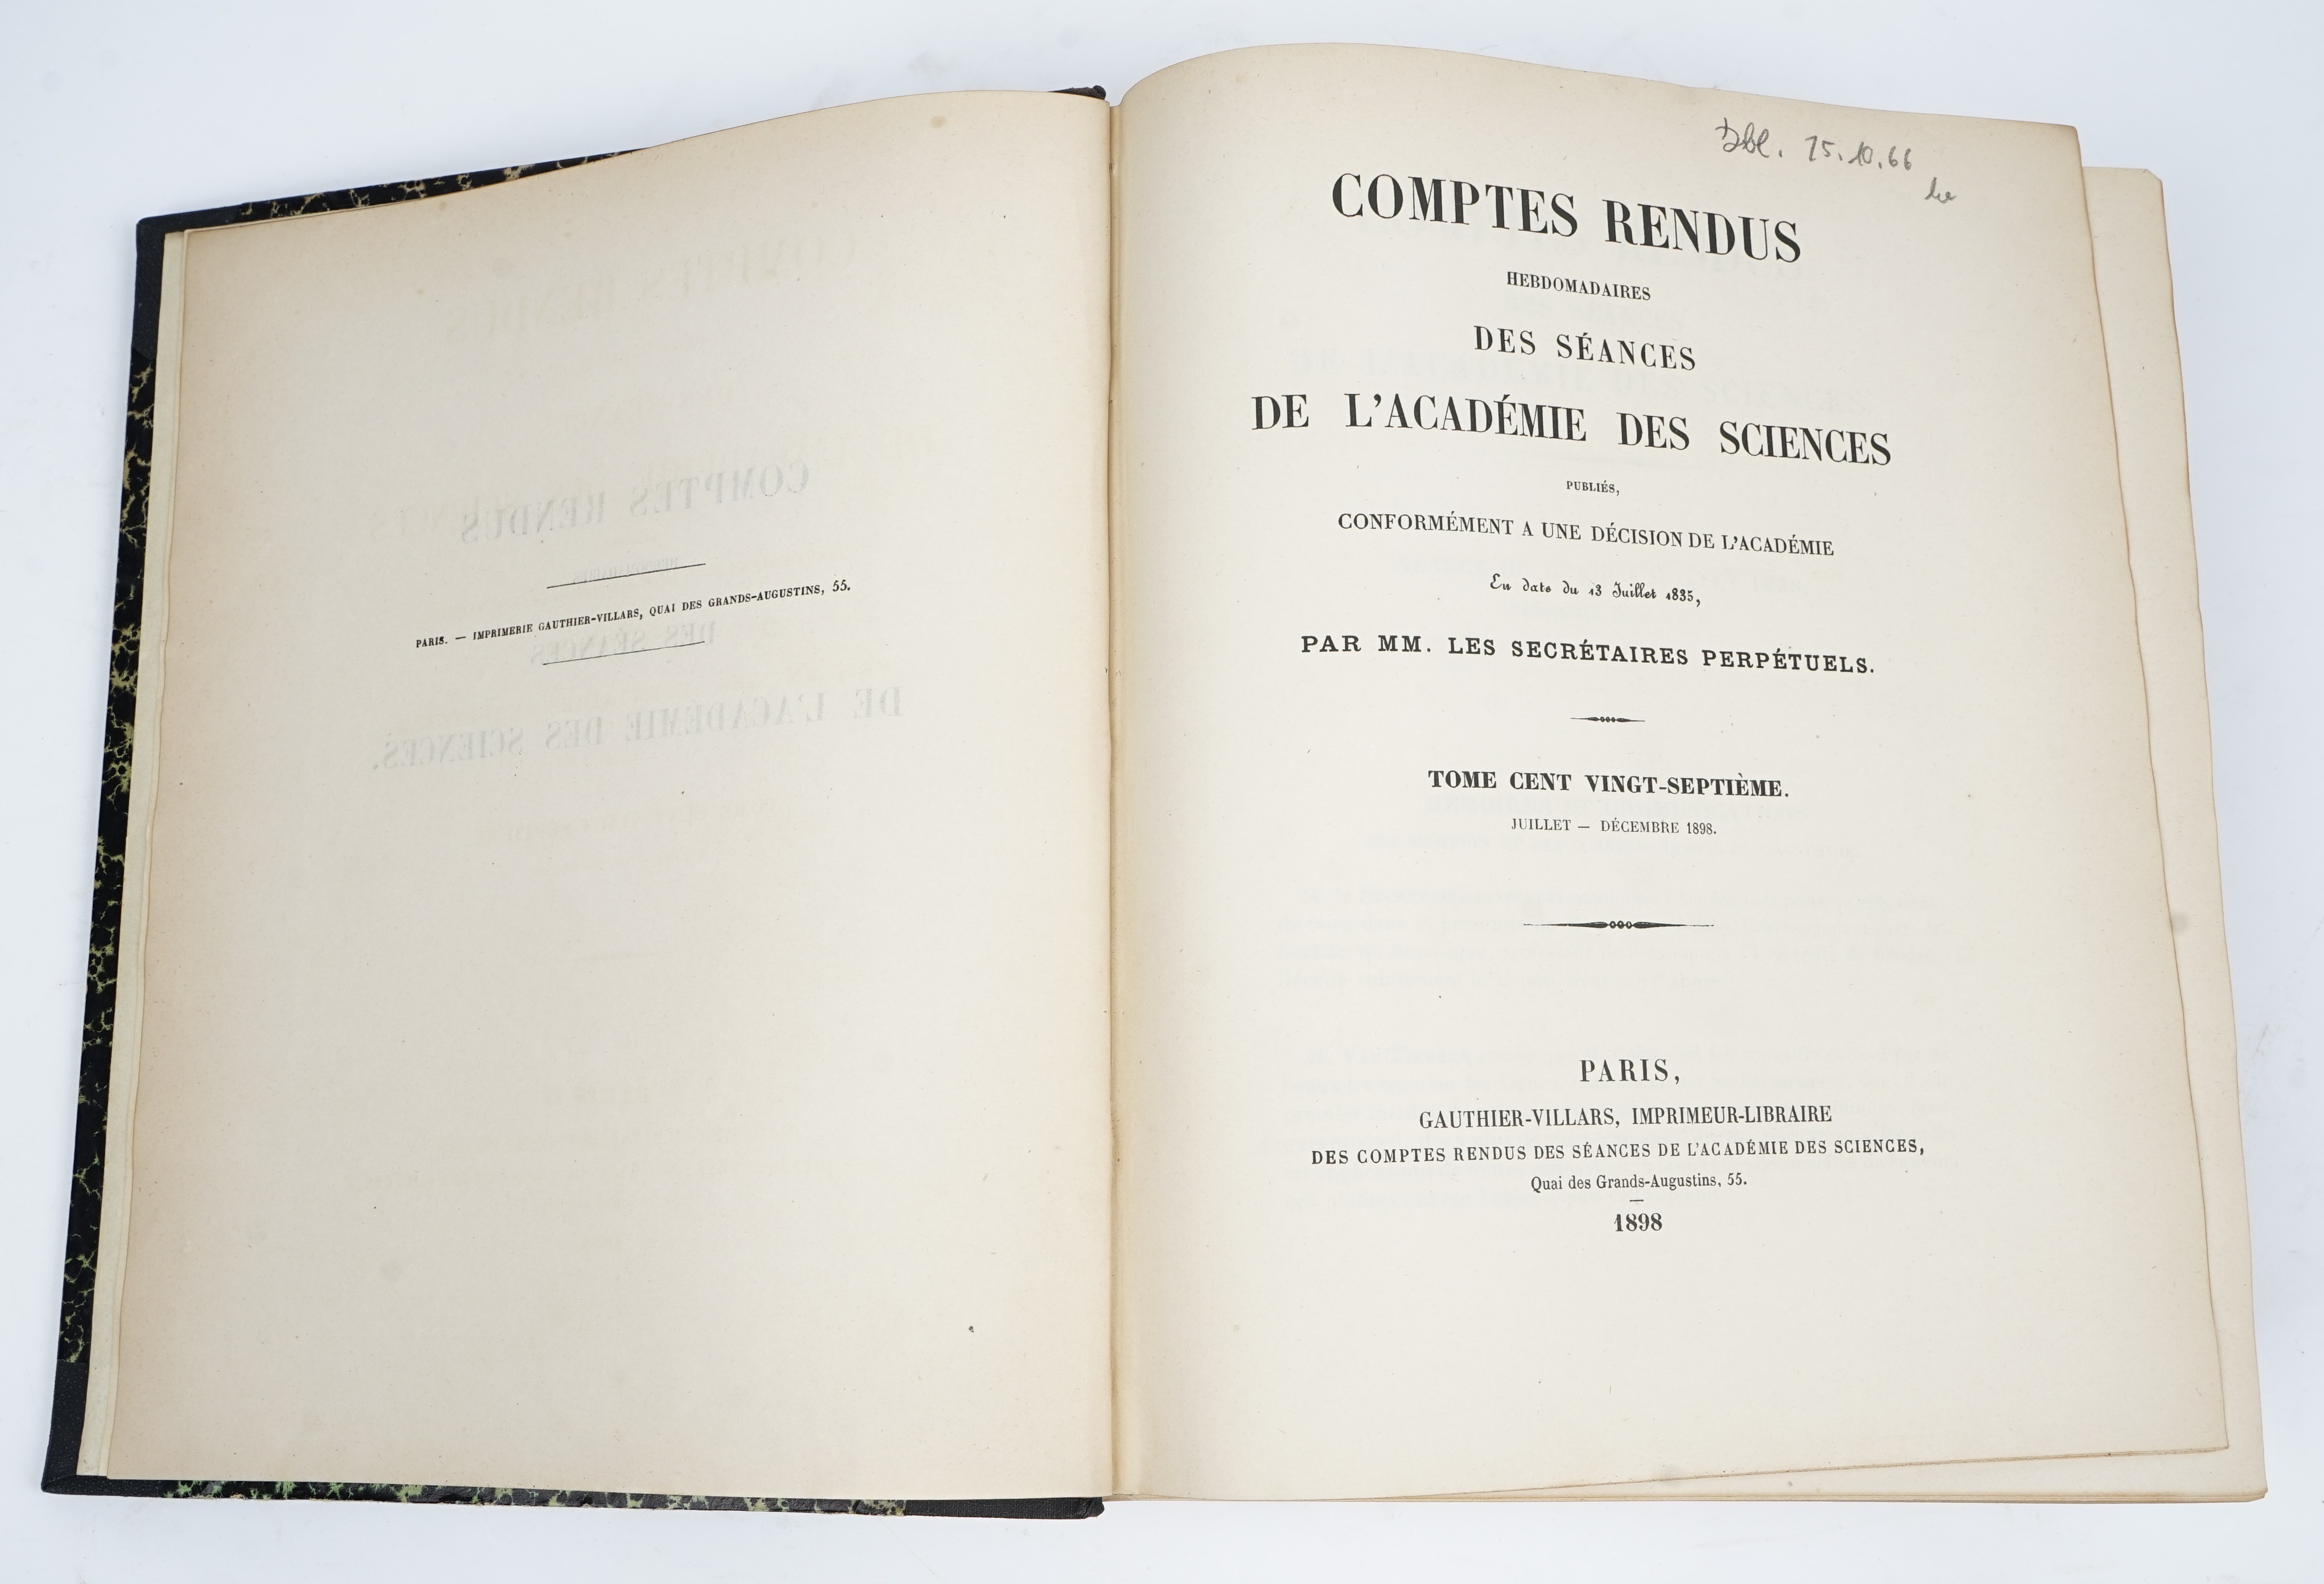 PARIS. — IMPRIMERIE GAUTHIER-VILLARS, QUAI DES GRANDS-AUGUSTINS, 55.
Dbl. 15.10.66
COMPTES RENDUS
HEBDOMADAIRES
DES SÉANCES
DE L'ACADÉMIE DES SCIENCES
PUBLIÉS,
CONFORMÉMENT A UNE DÉCISION DE L'ACADÉMIE
En date du 13 Juillet 1835,
PAR MM. LES SECRÉTAIRES PERPÉTUELS.
TOME CENT VINGT-SEPTIÈME.
JUILLET — DÉCEMBRE 1898.
PARIS,
GAUTHIER-VILLARS, IMPRIMEUR-LIBRAIRE
DES COMPTES RENDUS DES SÉANCES DE L'ACADÉMIE DES SCIENCES,
Quai des Grands-Augustins, 55.
1898